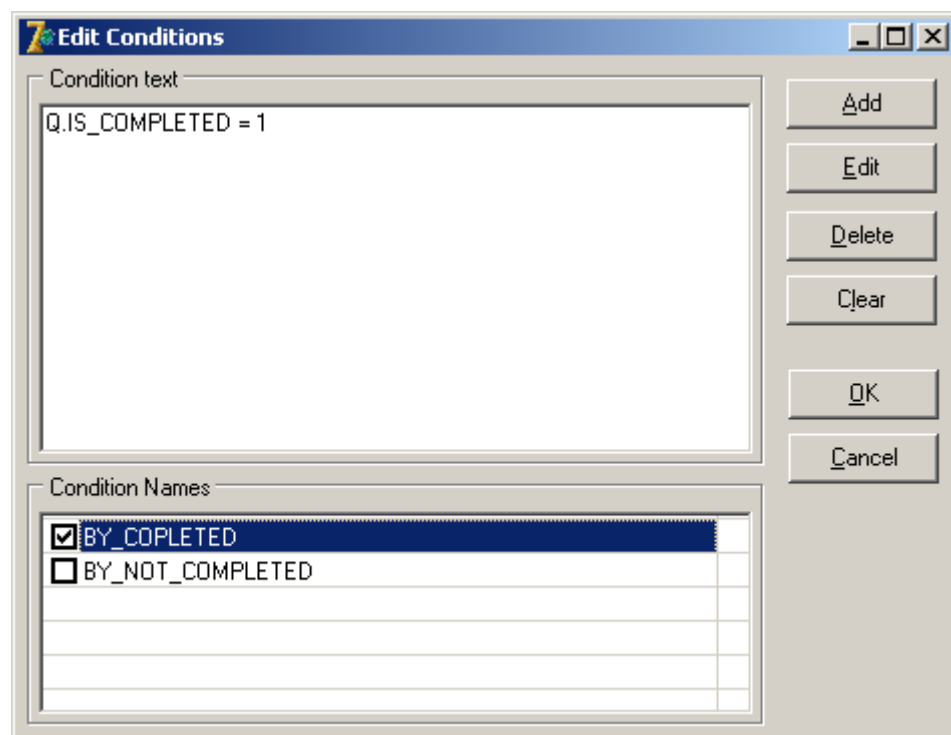 Edit Conditions
Condition text
Q.IS_COMPLETED = 1
Add
Edit
Delete
Clear
OK
Cancel
Condition Names
BY_COPLETED
BY_NOT_COMPLETED